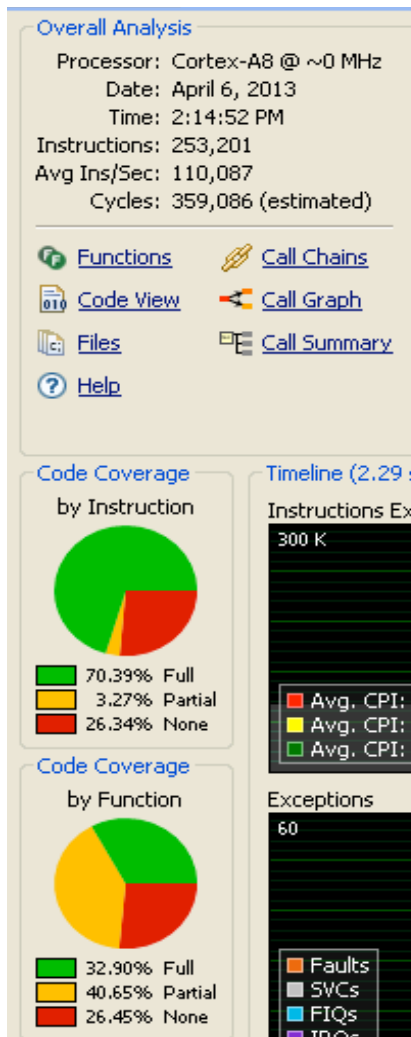 Overall Analysis
Processor: Cortex-A8 @ ~0 MHz
Date: April 6, 2013
Time: 2:14:52 PM
Instructions: 253,201
Avg Ins/Sec: 110,087
Cycles: 359,086 (estimated)
Functions
Call Chains
Code View
Call Graph
Files
Call Summary
Help
Code Coverage
by Instruction
70.39% Full
3.27% Partial
26.34% None
Timeline (2.29
Instructions Ex
300 K
Avg. CPI:
Avg. CPI:
Avg. CPI:
Code Coverage
by Function
32.90% Full
40.65% Partial
26.45% None
Exceptions
60
Faults
SVCs
FIQs
IRQs